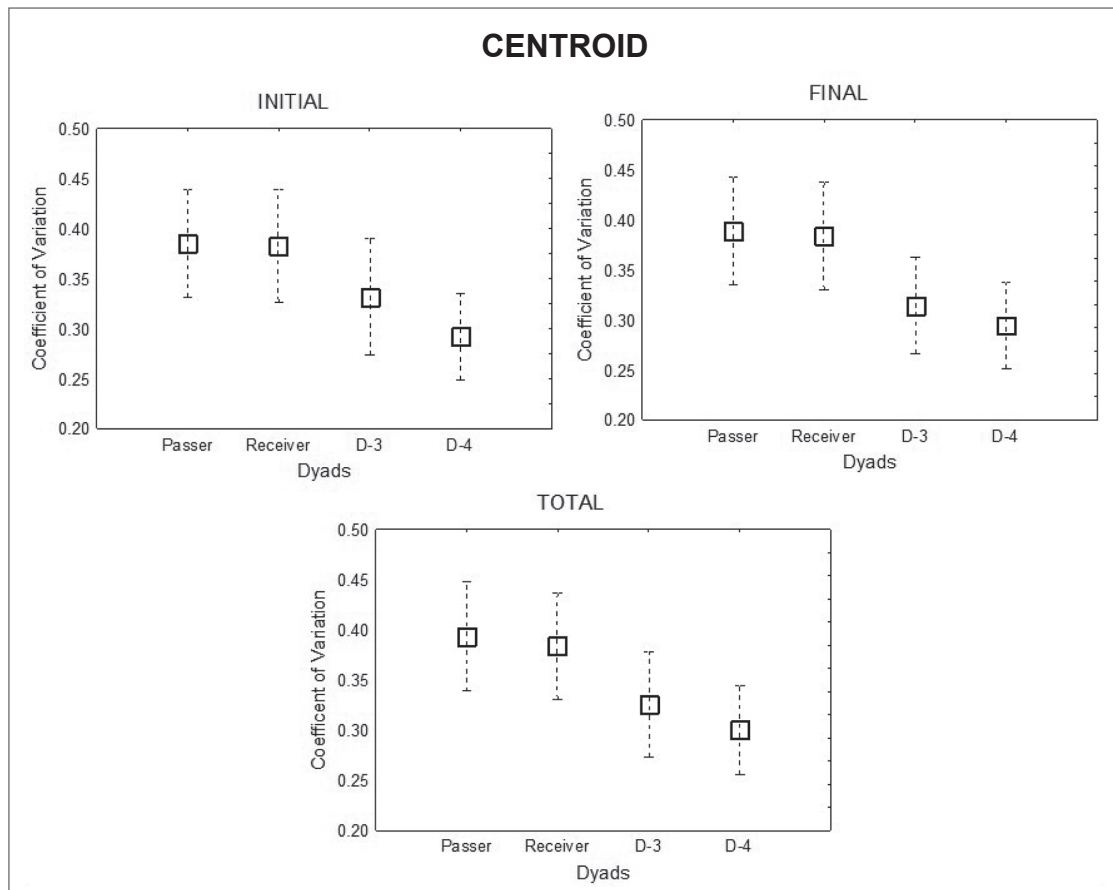 CENTROID
INITIAL
0.50
0.45
0.40
0.35
0.30
0.25
0.20
Coefficient of Variation
Passer Receiver D-3 D-4
Dyads
FINAL
0.50
0.45
0.40
0.35
0.30
0.25
0.20
Coefficient of Variation
Passer Receiver D-3 D-4
Dyads
TOTAL
0.50
0.45
0.40
0.35
0.30
0.25
0.20
Coefficent of Variation
Passer Receiver D-3 D-4
Dyads